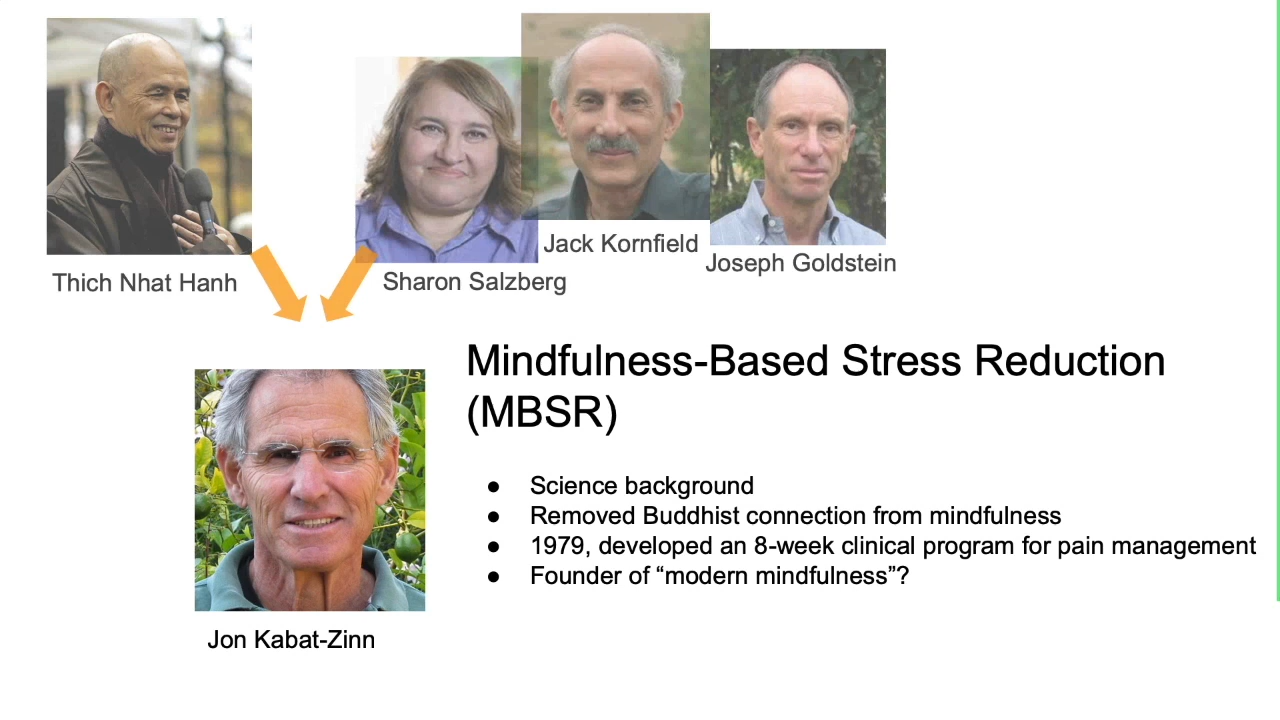 Jack Kornfield
Joseph Goldstein
Thich Nhat Hanh
Sharon Salzberg
Mindfulness-Based Stress Reduction
(MBSR)
● Science background
● Removed Buddhist connection from mindfulness
● 1979, developed an 8-week clinical program for pain management
● Founder of “modern mindfulness”?
Jon Kabat-Zinn